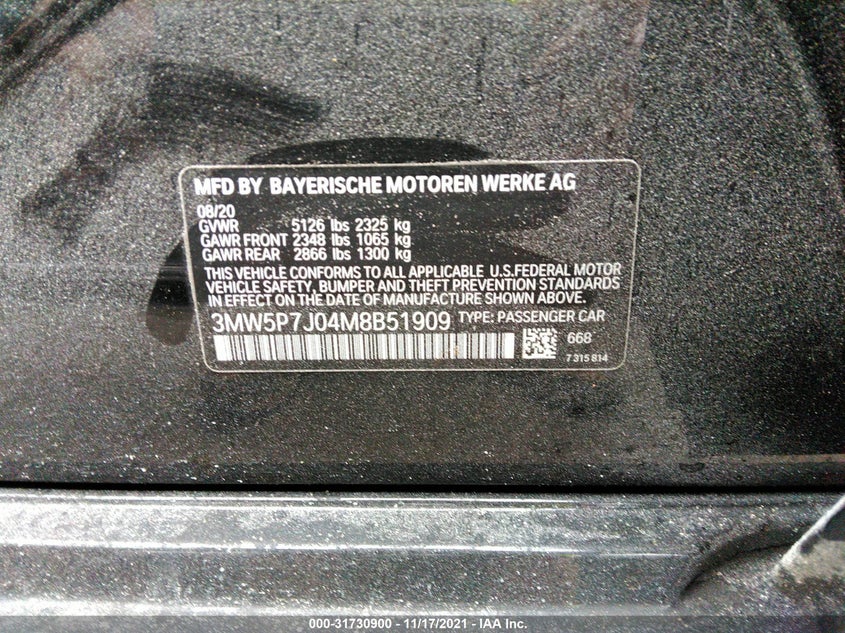 MFD BY BAYERISCHE MOTOREN WERKE AG
08/20
GVWR 5126 lbs 2325 kg
GAWR FRONT 2348 lbs 1065 kg
GAWR REAR 2866 lbs 1300 kg
THIS VEHICLE CONFORMS TO ALL APPLICABLE U.S.FEDERAL MOTOR
VEHICLE SAFETY, BUMPER AND THEFT PREVENTION STANDARDS
IN EFFECT ON THE DATE OF MANUFACTURE SHOWN ABOVE.
3MW5P7J04M8B51909 TYPE: PASSENGER CAR
668
7 315 814
000-31730900 - 11/17/2021 - IAA Inc.